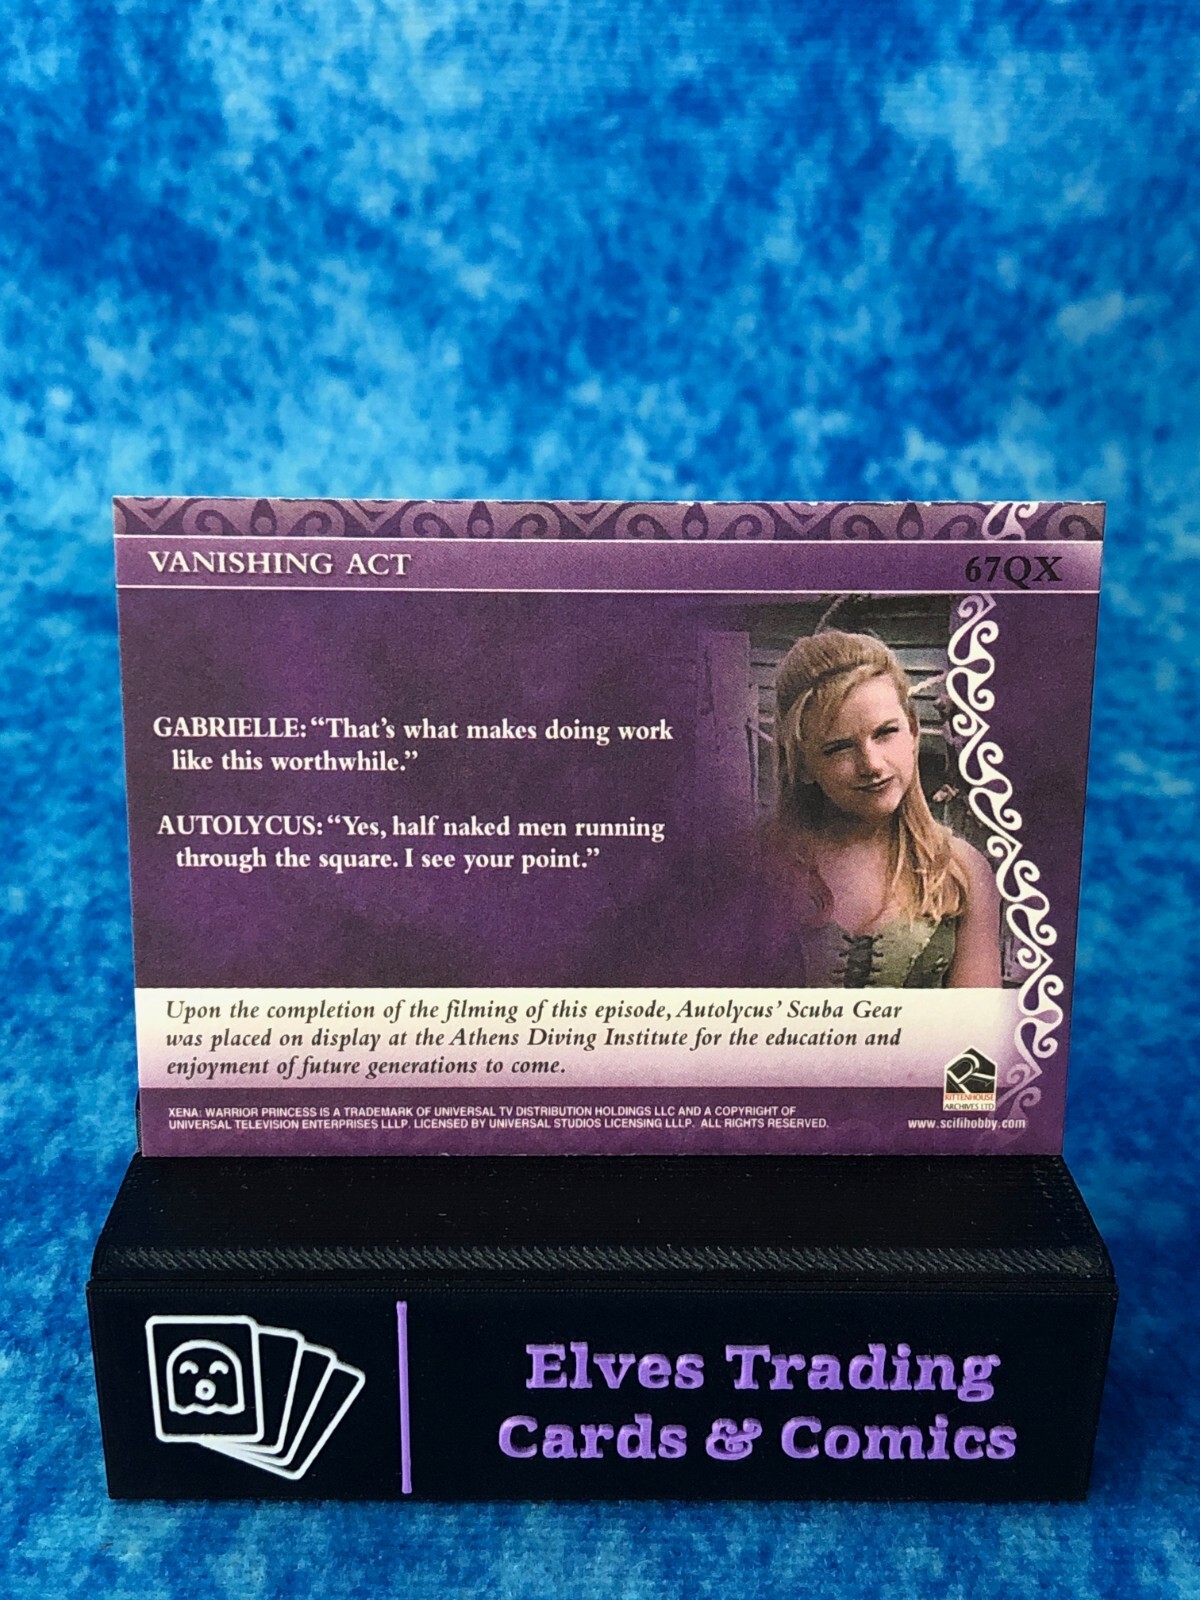 VANISHING ACT 67QX
GABRIELLE: “That’s what makes doing work
like this worthwhile.”
AUTOLYCUS: “Yes, half naked men running
through the square. I see your point.”
Upon the completion of the filming of this episode, Autolycus’ Scuba Gear
was placed on display at the Athens Diving Institute for the education and
enjoyment of future generations to come.
RITTENHOUSE
ARCHIVES LTD
XENA: WARRIOR PRINCESS IS A TRADEMARK OF UNIVERSAL TV DISTRIBUTION HOLDINGS LLC AND A COPYRIGHT OF
UNIVERSAL TELEVISION ENTERPRISES LLLP. LICENSED BY UNIVERSAL STUDIOS LICENSING LLLP. ALL RIGHTS RESERVED.
www.scifihobby.com
Elves Trading
Cards & Comics